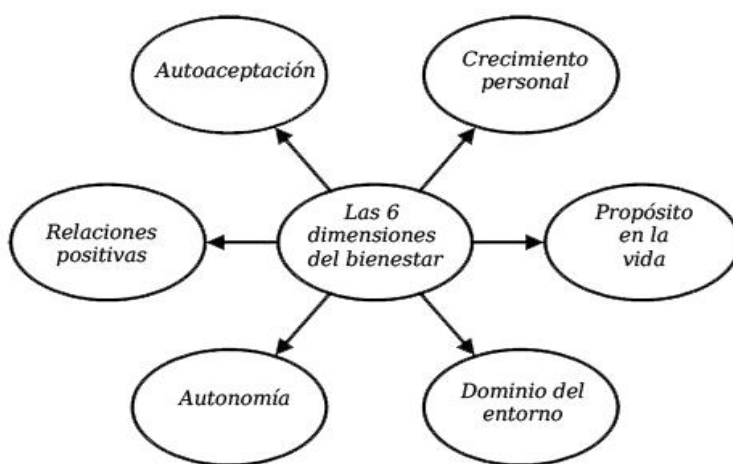 Autoaceptación
Crecimiento
personal
Relaciones
positivas
Las 6
dimensiones
del bienestar
Propósito
en la
vida
Autonomía
Dominio del
entorno